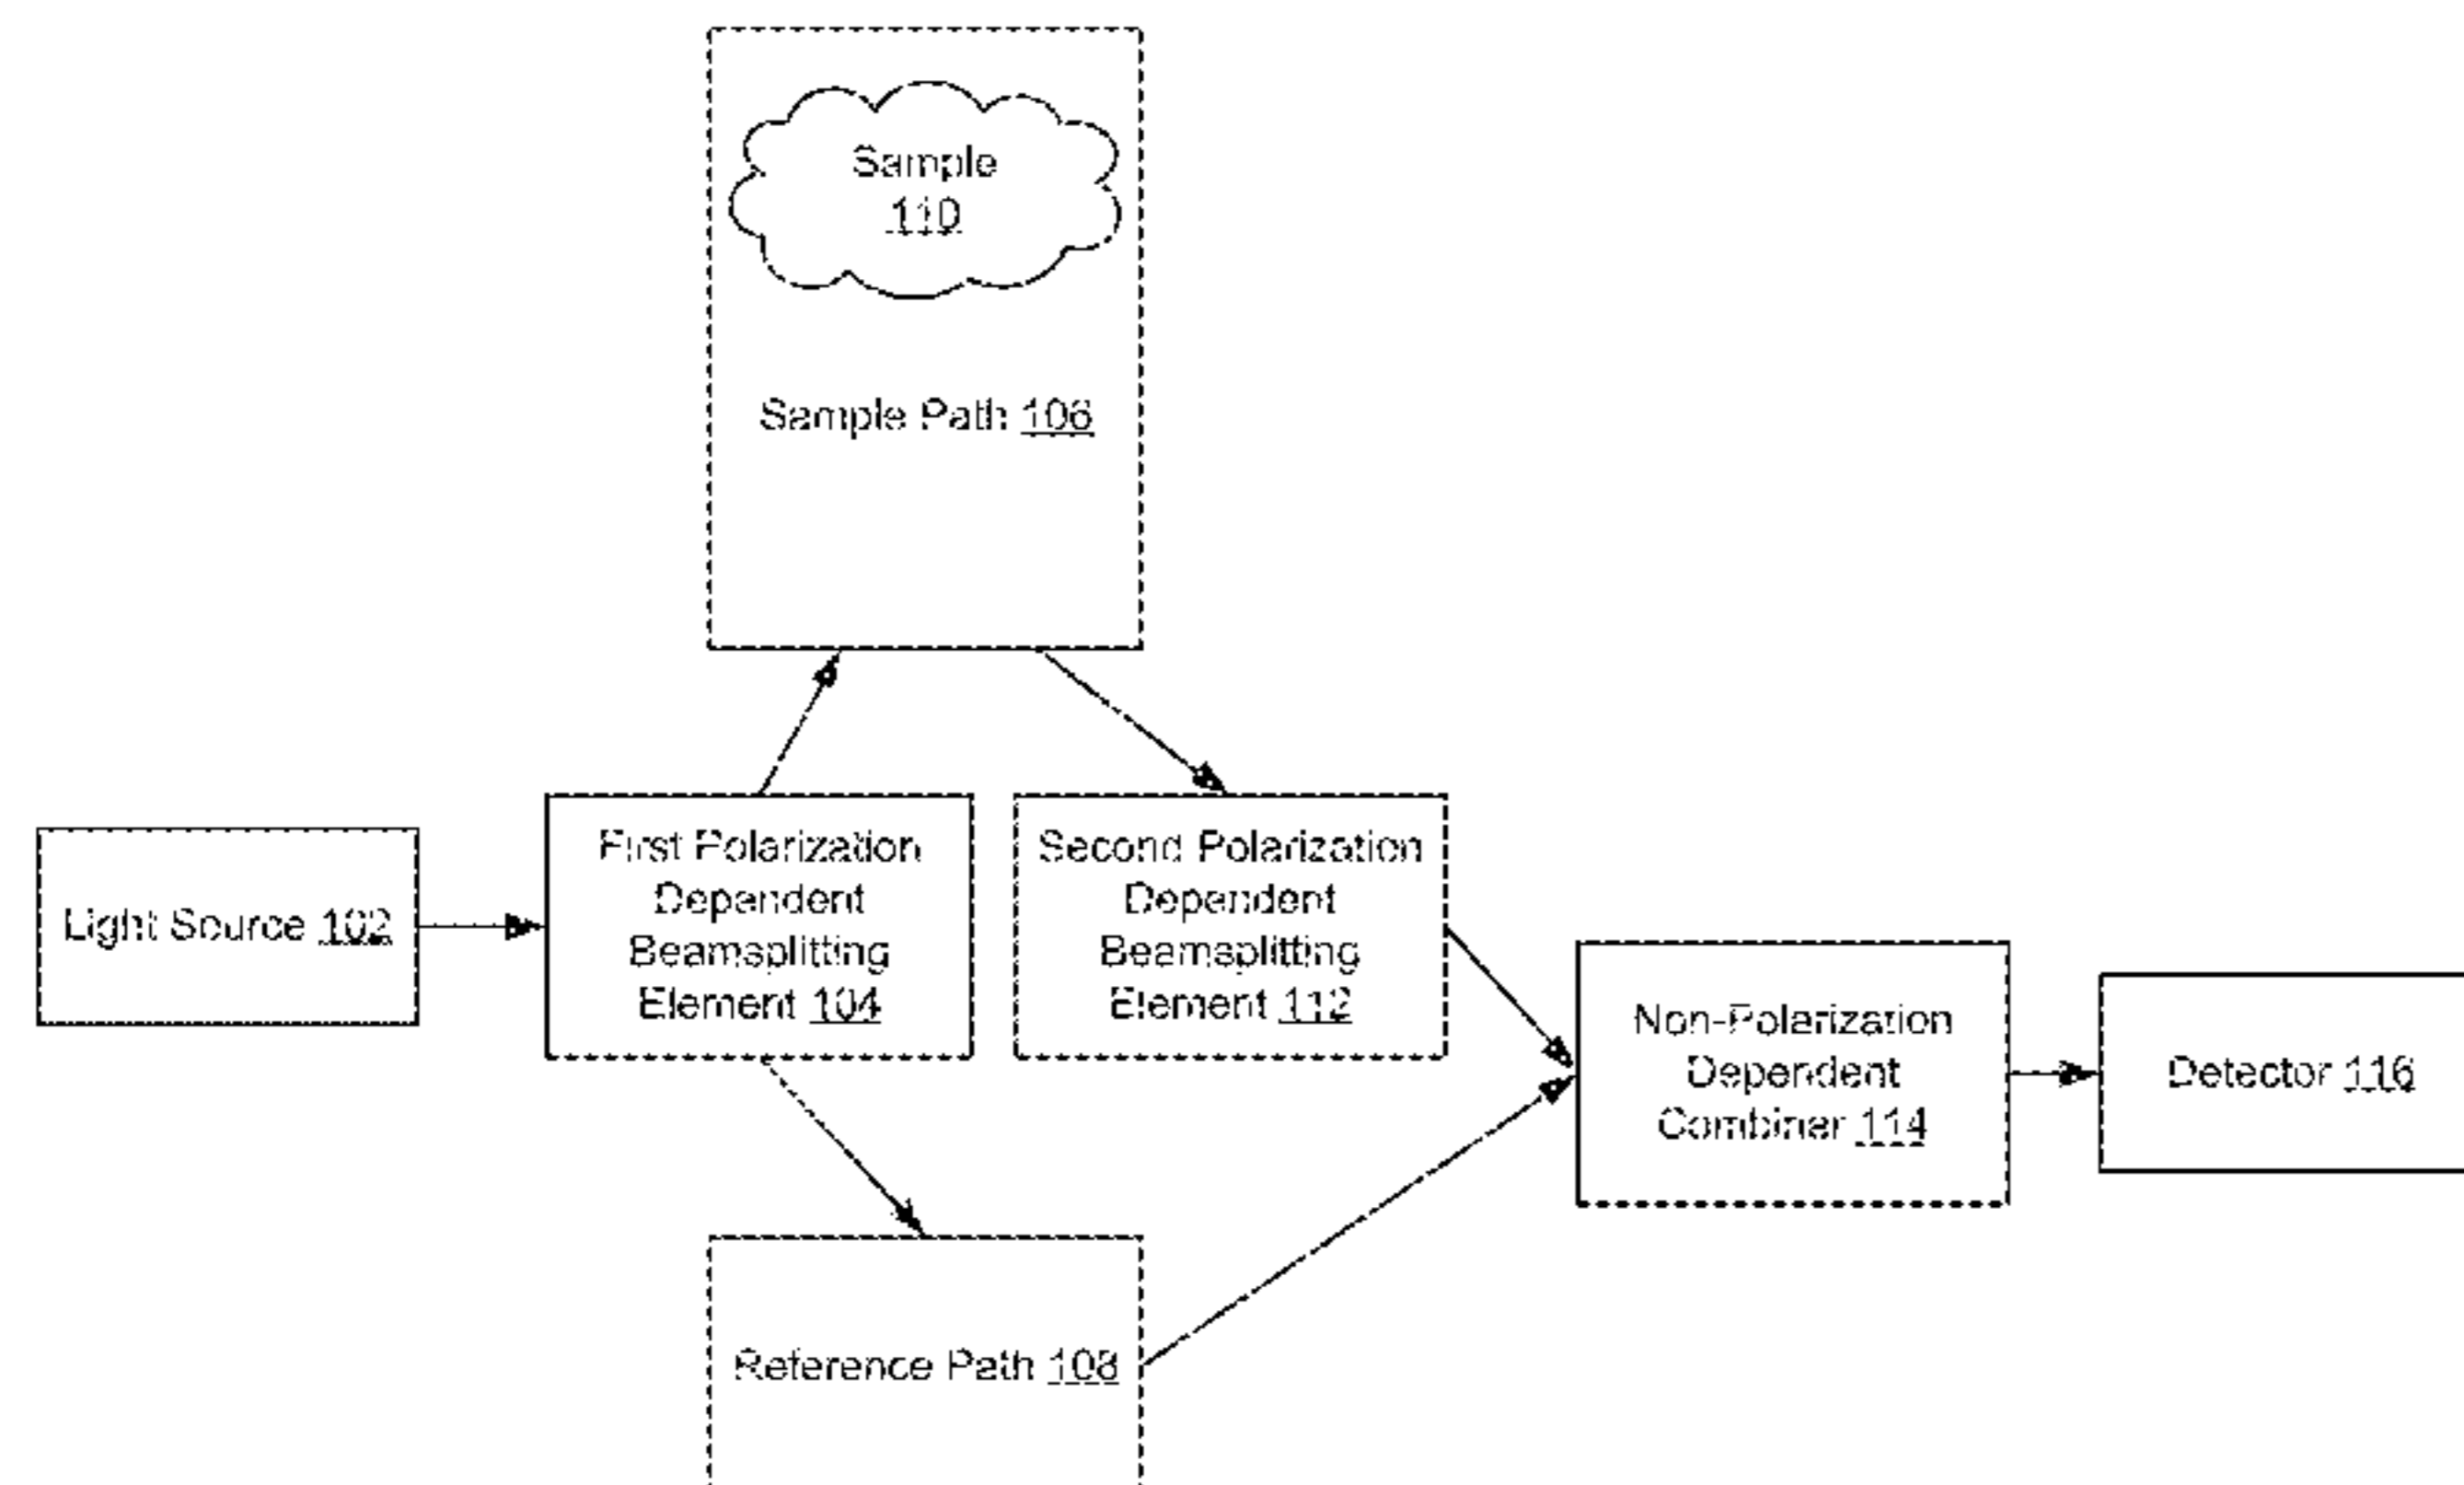 Sample
110
Sample Path 106
Light Source 102
First Polarization
Dependent
Beamsplitting
Element 104
Second Polarization
Dependent
Beamsplitting
Element 112
Non-Polarization
Dependent
Combiner 114
Detector 116
Reference Path 108